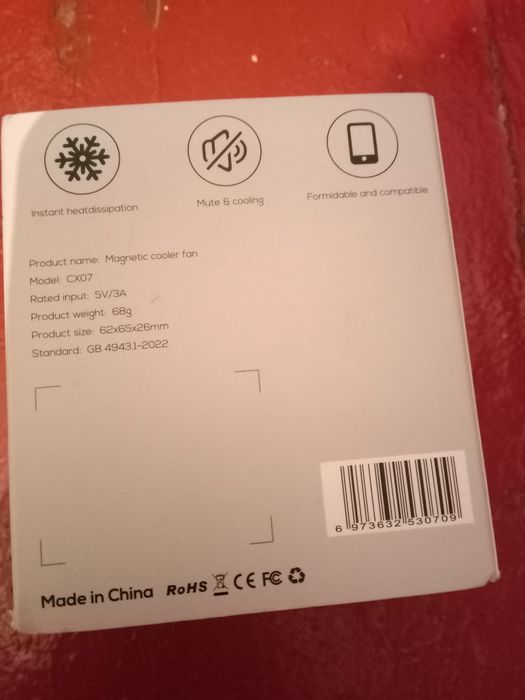 Instant heatdissipation
Mute & cooling
Formidable and compatible
Product name: Magnetic cooler fan
Model: CX07
Rated input: 5V/3A
Product weight: 68g
Product size: 62x65x26mm
Standard: GB 4943.1-2022
6 973632 530709
Made in China RoHS CE FC